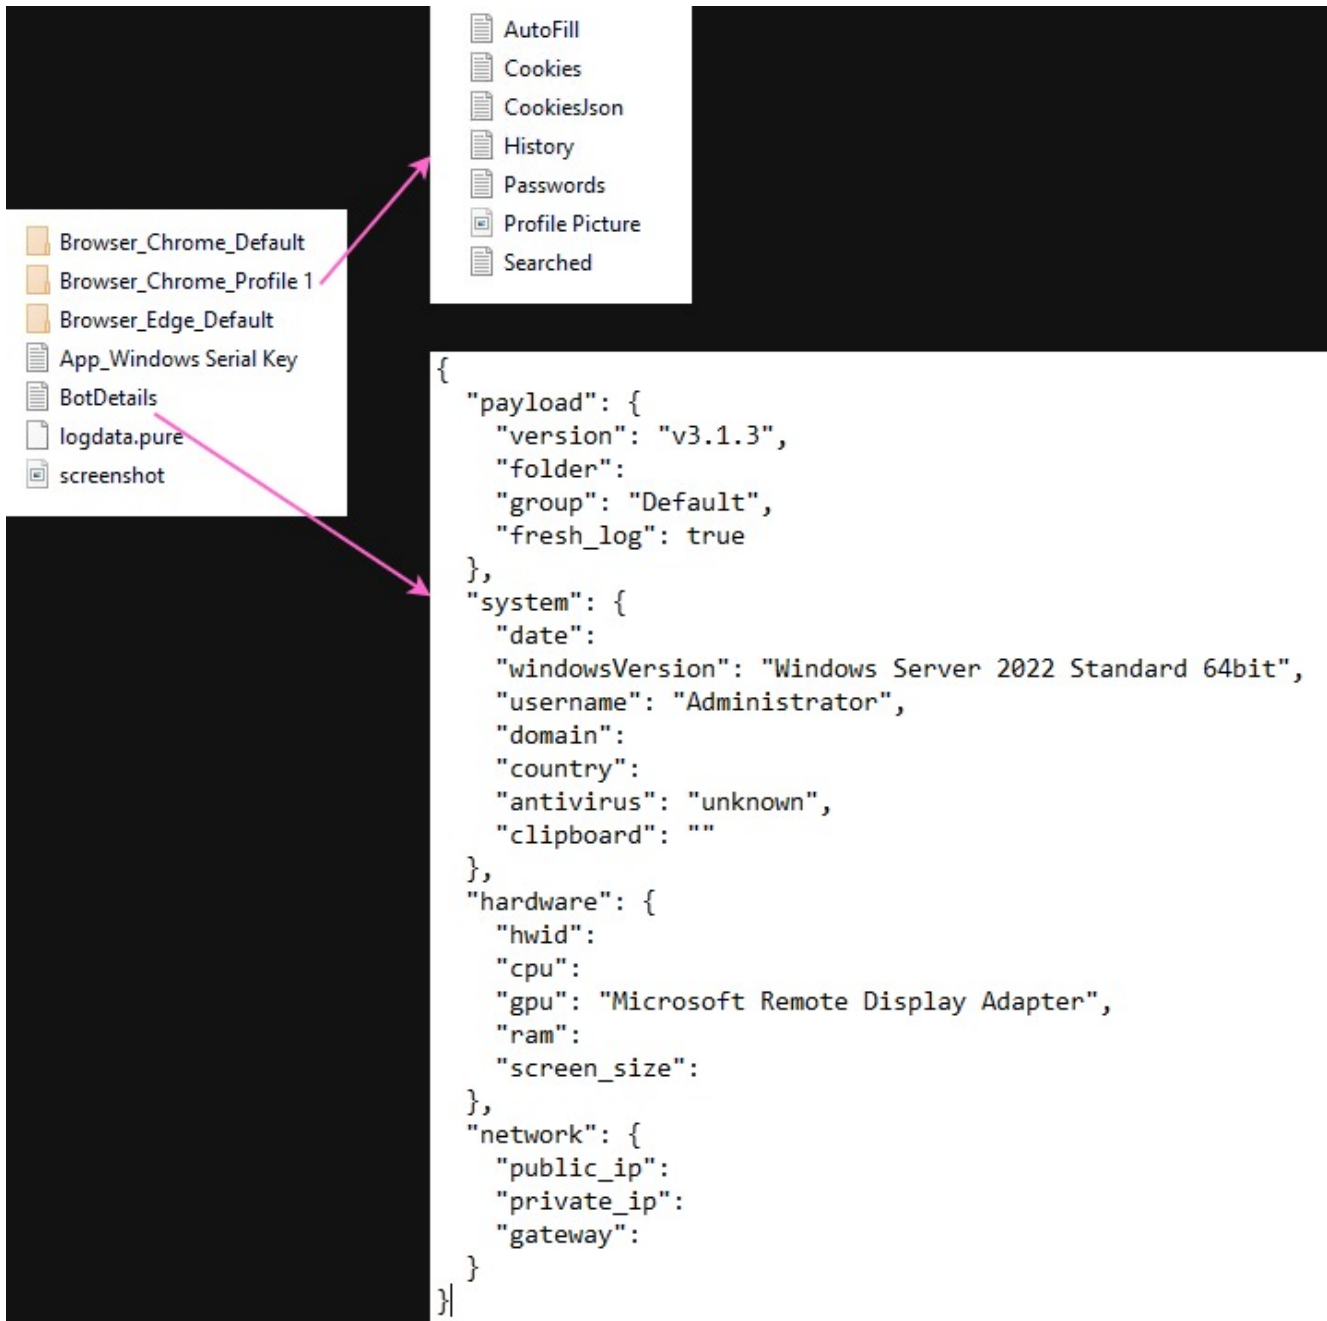 AutoFill
Cookies
CookiesJson
History
Passwords
Profile Picture
Searched
Browser_Chrome_Default
Browser_Chrome_Profile 1
Browser_Edge_Default
App_Windows Serial Key
BotDetails
logdata.pure
screenshot
{
  "payload": {
    "version": "v3.1.3",
    "folder":
    "group": "Default",
    "fresh_log": true
  },
  "system": {
    "date":
    "windowsVersion": "Windows Server 2022 Standard 64bit",
    "username": "Administrator",
    "domain":
    "country":
    "antivirus": "unknown",
    "clipboard": ""
  },
  "hardware": {
    "hwid":
    "cpu":
    "gpu": "Microsoft Remote Display Adapter",
    "ram":
    "screen_size":
  },
  "network": {
    "public_ip":
    "private_ip":
    "gateway":
  }
}